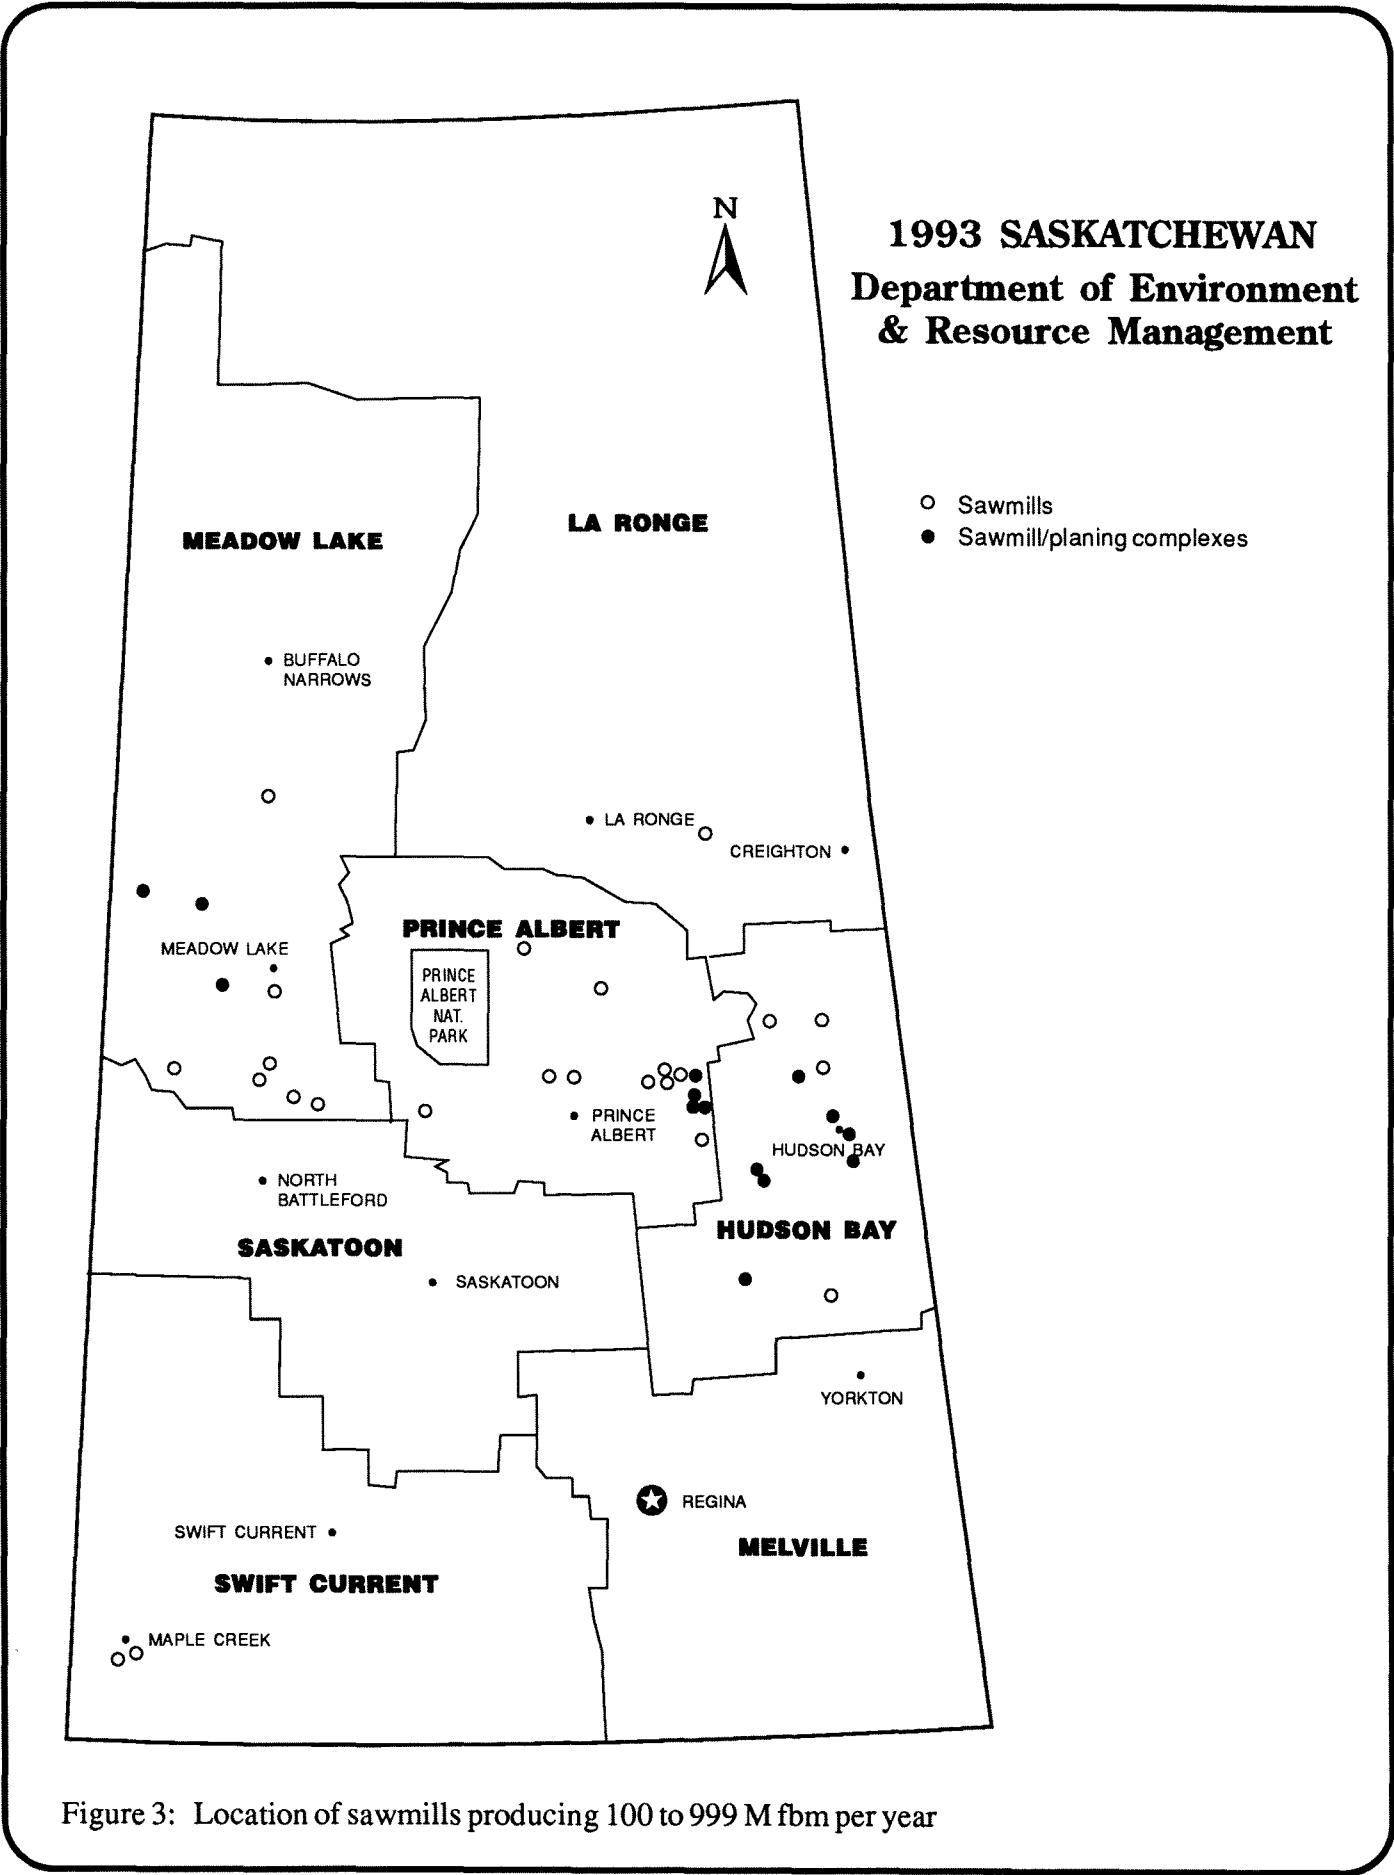 N
1993 SASKATCHEWAN
Department of Environment
& Resource Management
Sawmills
Sawmill/planing complexes
MEADOW LAKE
LA RONGE
BUFFALO
NARROWS
LA RONGE
CREIGHTON
PRINCE ALBERT
MEADOW LAKE
PRINCE
ALBERT
NAT.
PARK
PRINCE
ALBERT
HUDSON BAY
NORTH
BATTLEFORD
HUDSON BAY
SASKATOON
SASKATOON
YORKTON
REGINA
SWIFT CURRENT
MELVILLE
SWIFT CURRENT
MAPLE CREEK
Figure 3: Location of sawmills producing 100 to 999 M fbm per year